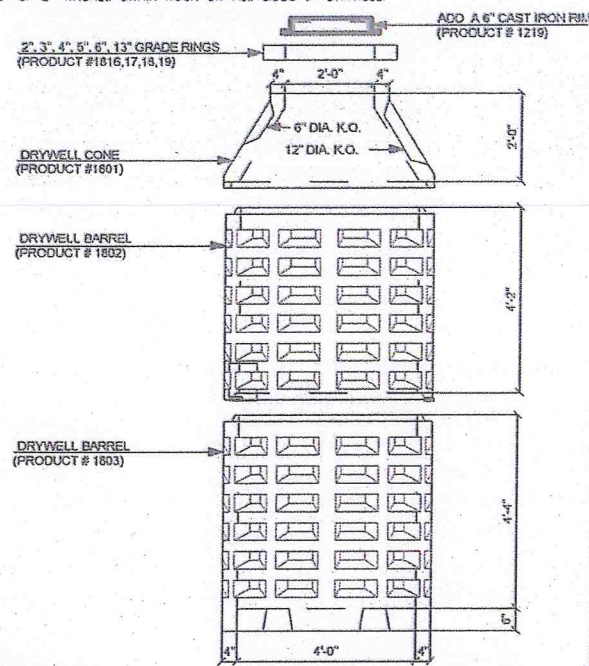 ADD A 6" CAST IRON RIM
(PRODUCT # 1219)
2", 3", 4", 5", 6", 13" GRADE RINGS
(PRODUCT #1816,17,18,19)
4" 2'-0" 4"
6" DIA. K.O.
12" DIA. K.O.
2'-0"
DRYWELL CONE
(PRODUCT #1801)
DRYWELL BARREL
(PRODUCT # 1802)
4'-2"
DRYWELL BARREL
(PRODUCT # 1803)
4'-4"
6"
4" 4'-0" 4"